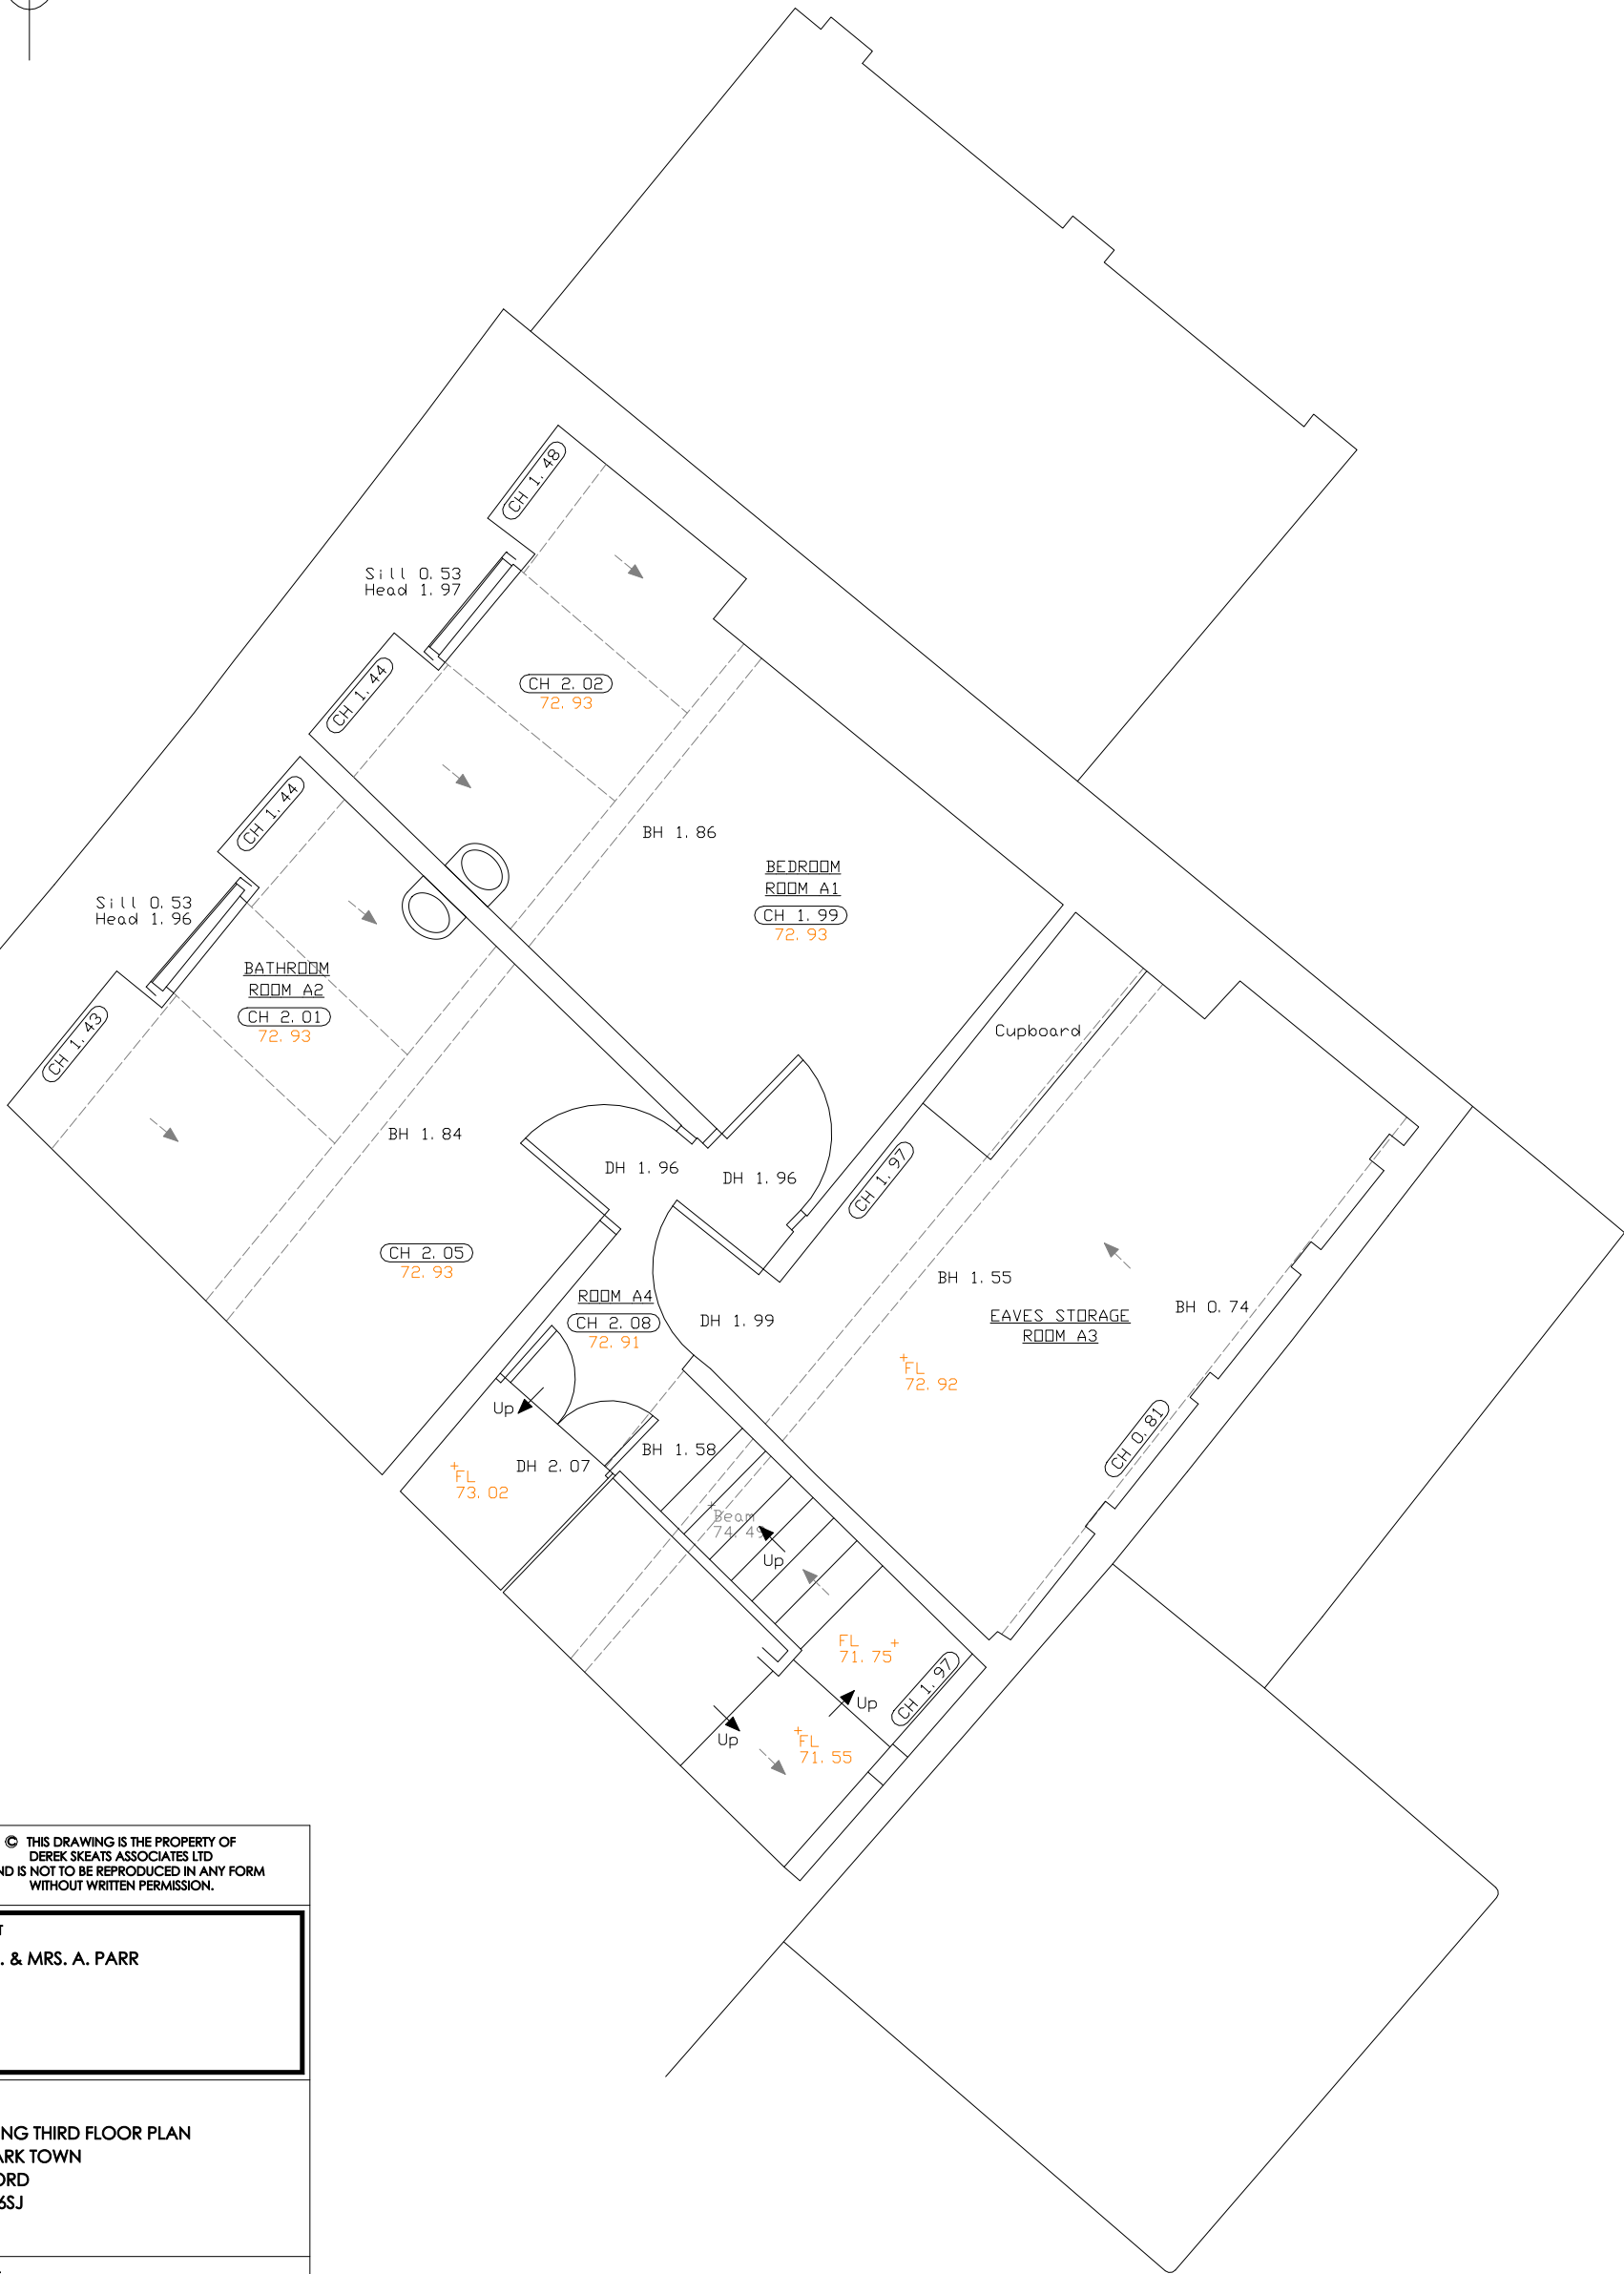 CH 1.48
Sill 0.53
Head 1.97
CH 1.44
CH 2.02
72.93
CH 1.44
BH 1.86
BEDROOM
ROOM A1
CH 1.99
72.93
Sill 0.53
Head 1.96
BATHROOM
ROOM A2
CH 2.01
72.93
CH 1.43
Cupboard
BH 1.84
DH 1.96
DH 1.96
CH 1.97
CH 2.05
72.93
ROOM A4
CH 2.08
72.91
DH 1.99
BH 1.55
BH 0.74
EAVES STORAGE
ROOM A3
FL
72.92
Up
CH 0.81
BH 1.58
DH 2.07
FL
73.02
Beam
74.49
Up
FL
71.75
CH 1.97
Up
Up
FL
71.55
© THIS DRAWING IS THE PROPERTY OF
DEREK SKEATS ASSOCIATES LTD
ND IS NOT TO BE REPRODUCED IN ANY FORM
WITHOUT WRITTEN PERMISSION.
T
. & MRS. A. PARR
NG THIRD FLOOR PLAN
ARK TOWN
ORD
6SJ